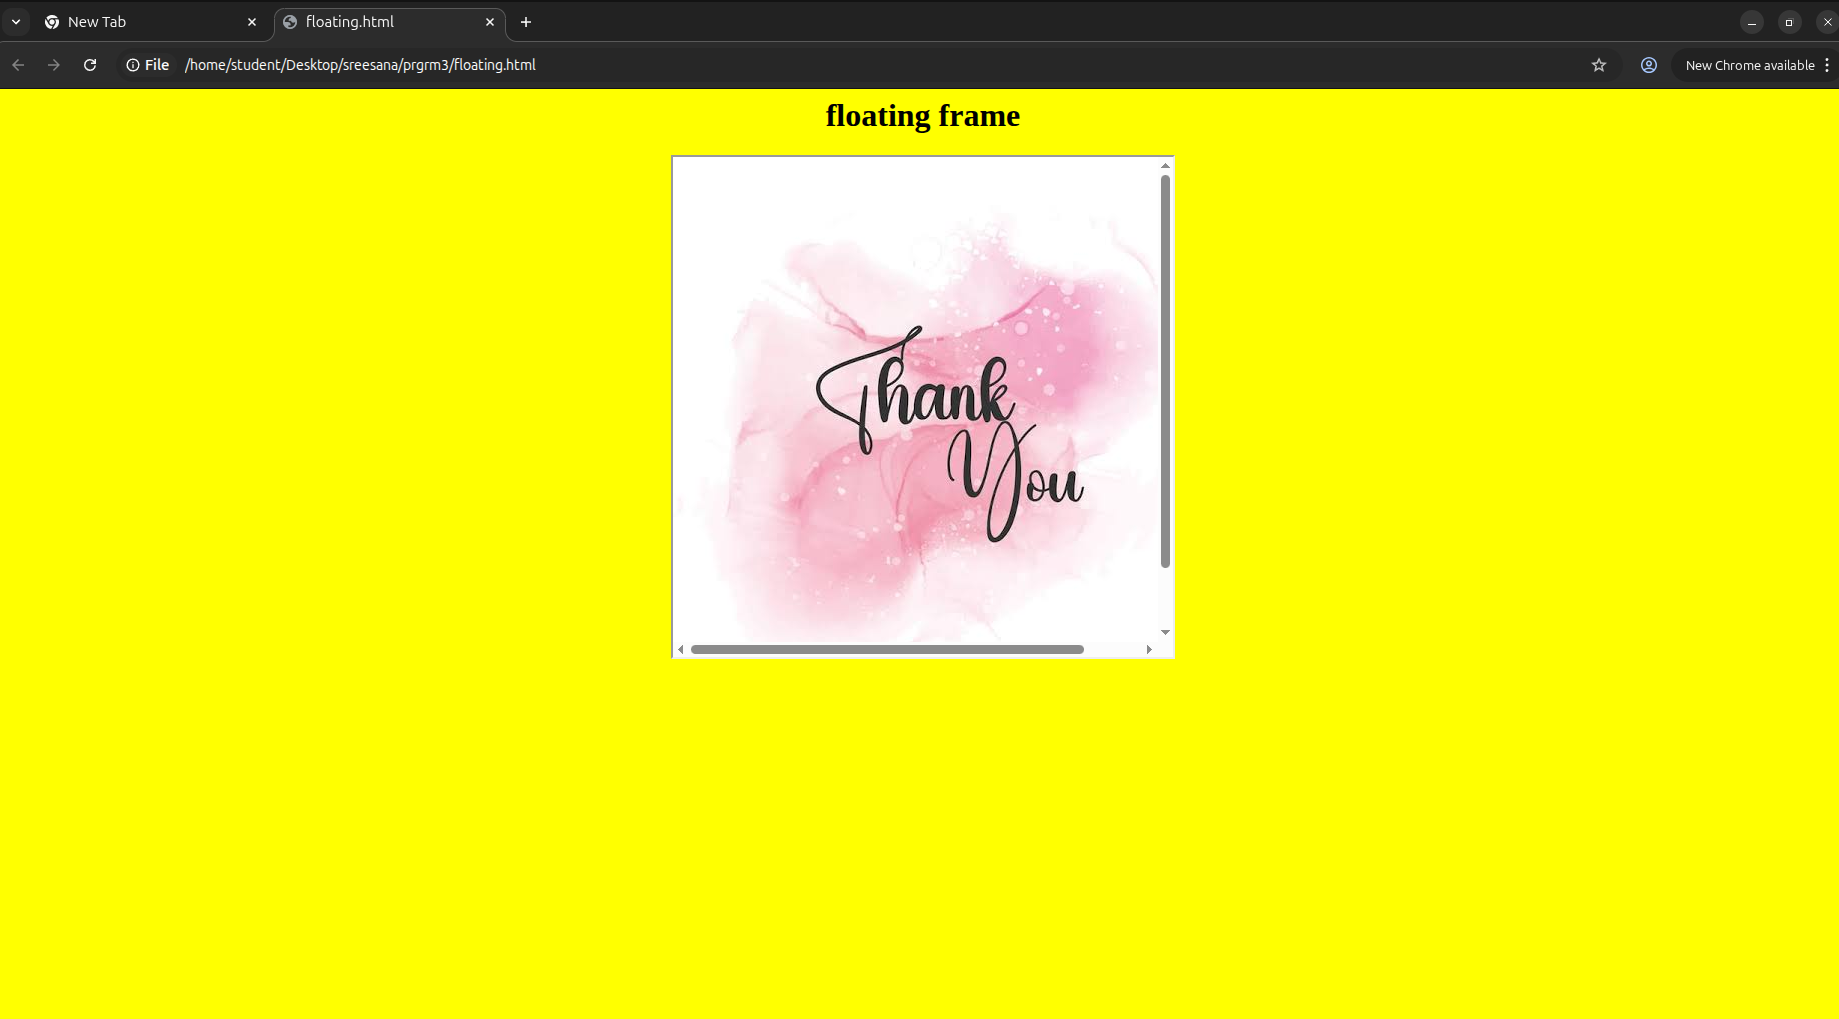 New Tab
floating.html
File
/home/student/Desktop/sreesana/prgrm3/floating.html
New Chrome available
floating frame
Thank
You